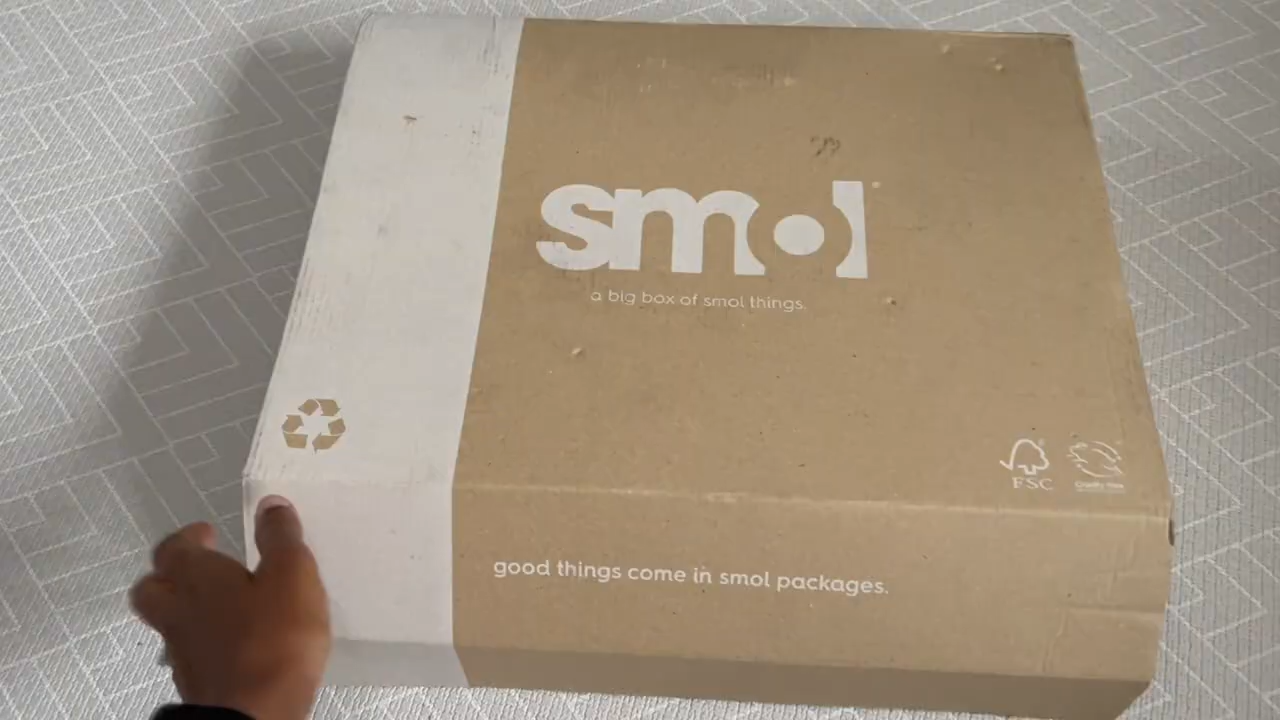 smol
a big box of smol things.
FSC
good things come in smol packages.